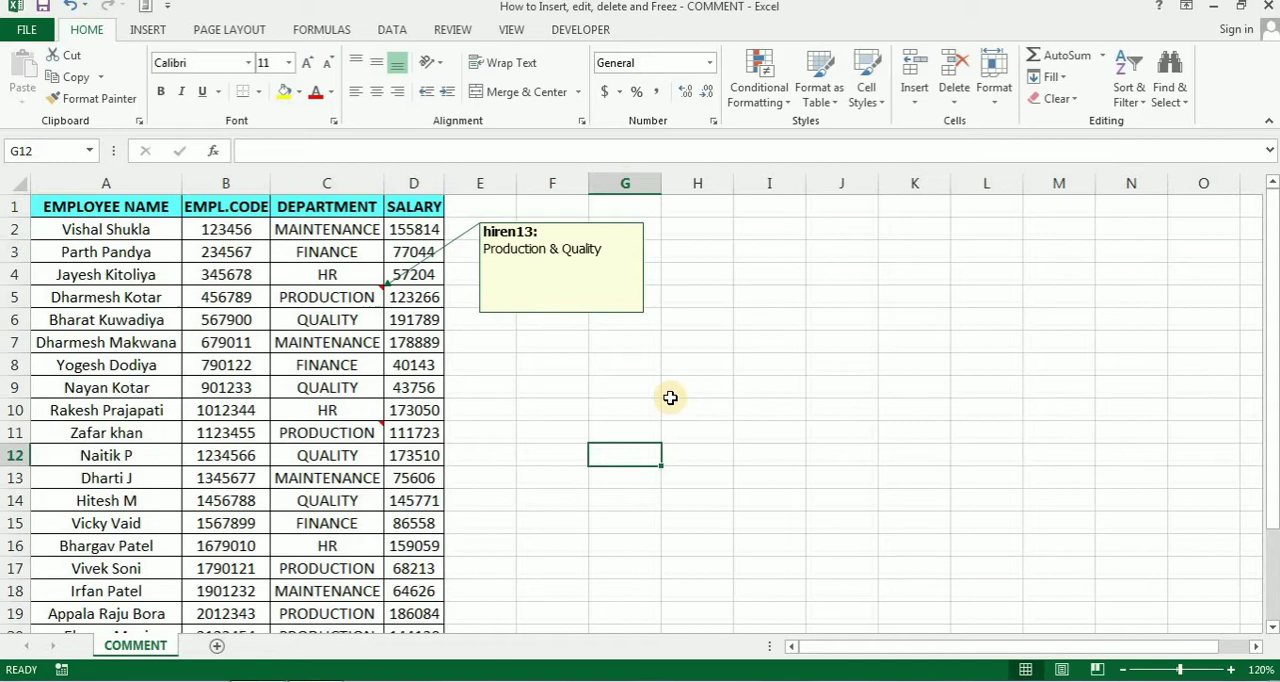 How to Insert, edit, delete and Freez - COMMENT - Excel
?
FILE HOME INSERT PAGE LAYOUT FORMULAS DATA REVIEW VIEW DEVELOPER Sign in
Paste
Cut
Copy
Format Painter
Calibri 11
B I U
Wrap Text
Merge & Center
General
$ % ,
Conditional Formatting
Format as Table
Cell Styles
Insert
Delete
Format
AutoSum
Fill
Clear
Sort & Filter
Find & Select
Clipboard Font Alignment Number Styles Cells Editing
G12 fx
A B C D E F G H I J K L M N O
1 EMPLOYEE NAME EMPL.CODE DEPARTMENT SALARY
2 Vishal Shukla 123456 MAINTENANCE 155814
3 Parth Pandya 234567 FINANCE 77044
4 Jayesh Kitoliya 345678 HR 57204
5 Dharmesh Kotar 456789 PRODUCTION 123266
6 Bharat Kuwadiya 567900 QUALITY 191789
7 Dharmesh Makwana 679011 MAINTENANCE 178889
8 Yogesh Dodiya 790122 FINANCE 40143
9 Nayan Kotar 901233 QUALITY 43756
10 Rakesh Prajapati 1012344 HR 173050
11 Zafar khan 1123455 PRODUCTION 111723
12 Naitik P 1234566 QUALITY 173510
13 Dharti J 1345677 MAINTENANCE 75606
14 Hitesh M 1456788 QUALITY 145771
15 Vicky Vaid 1567899 FINANCE 86558
16 Bhargav Patel 1679010 HR 159059
17 Vivek Soni 1790121 PRODUCTION 68213
18 Irfan Patel 1901232 MAINTENANCE 64626
19 Appala Raju Bora 2012343 PRODUCTION 186084
hiren13:
Production & Quality
COMMENT
READY 120%